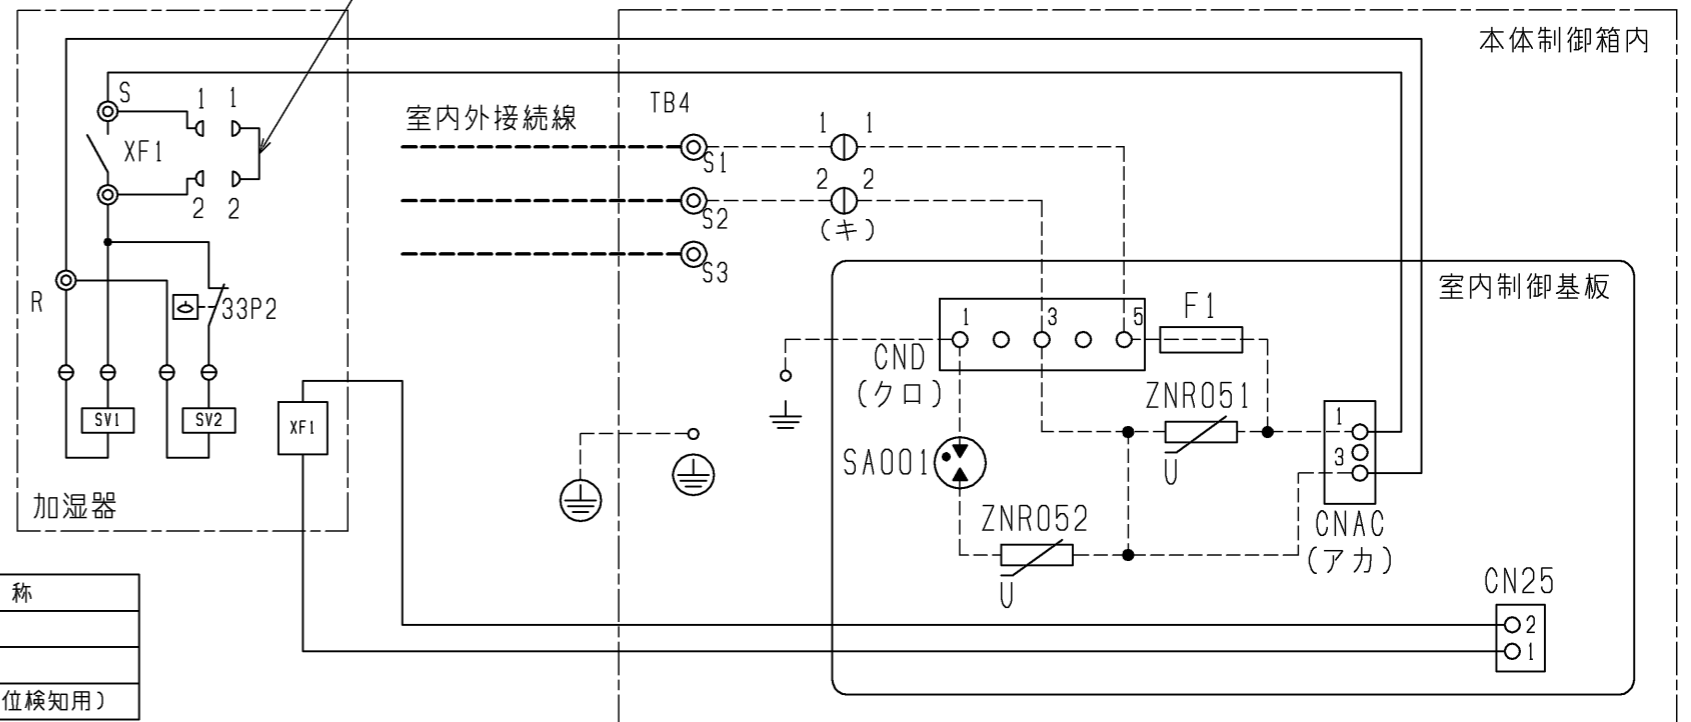 本体制御箱内
S
1 1
XF1
2 2
R
33P2
SV1
SV2
XF1
加湿器
室内外接続線
TB4
S1
S2
S3
1 1
2 2
(キ)
室内制御基板
1 3 5
F1
CND
(クロ)
ZNR051
U
SA001
ZNR052
U
1
3
CNAC
(アカ)
CN25
2
1
称
位検知用)